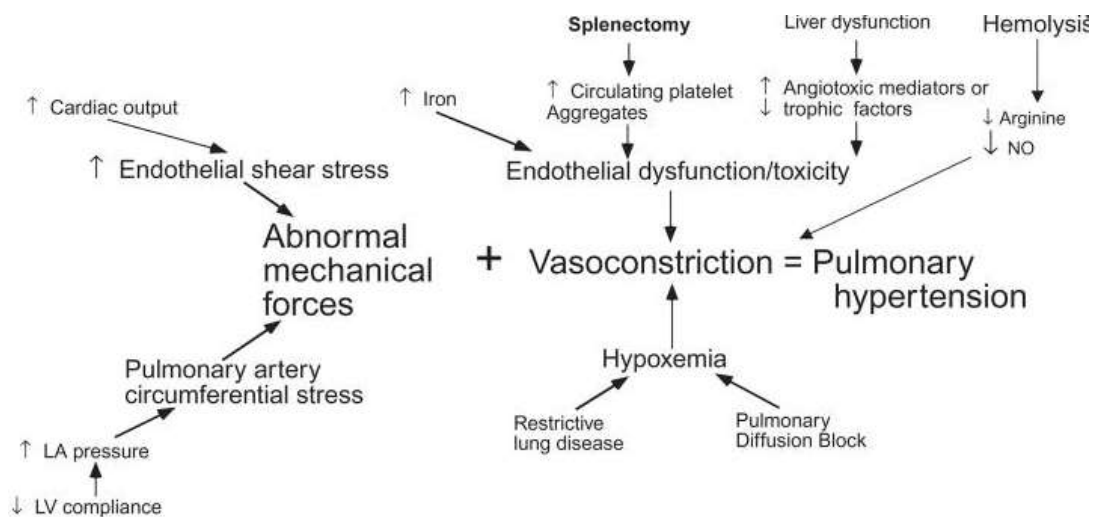 Splenectomy
Liver dysfunction
Hemolysis
↑ Cardiac output
↑ Iron
↑ Circulating platelet
Aggregates
↑ Angiotoxic mediators or
↓ trophic factors
↓ Arginine
↓ NO
↑ Endothelial shear stress
Endothelial dysfunction/toxicity
Abnormal
mechanical
forces
+ Vasoconstriction = Pulmonary
hypertension
Pulmonary artery
circumferential stress
Hypoxemia
Restrictive
lung disease
Pulmonary
Diffusion Block
↑ LA pressure
↓ LV compliance